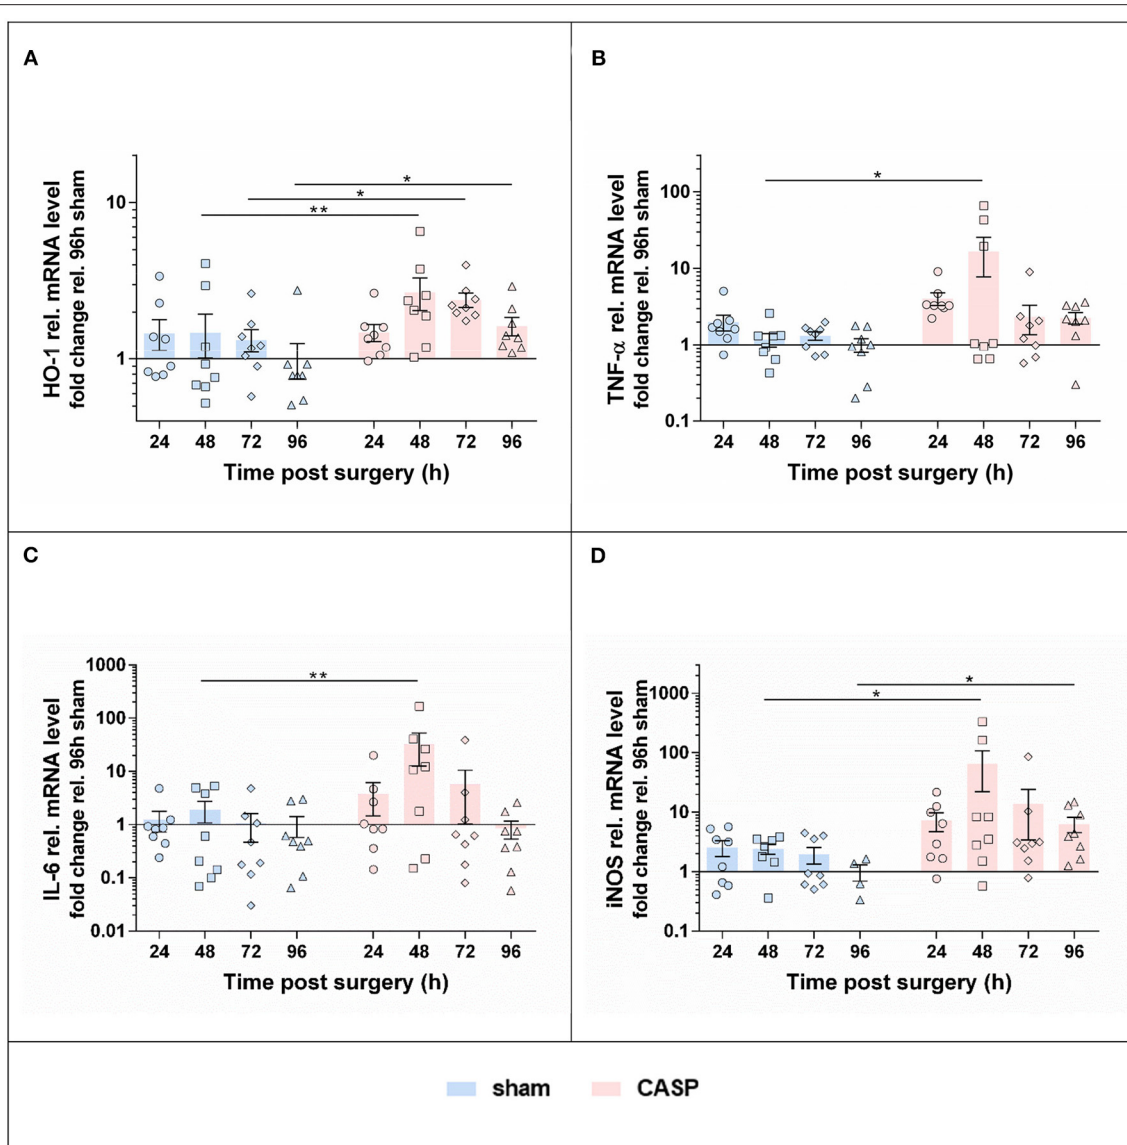 A
HO-1 rel. mRNA level
fold change rel. 96h sham
10
1
**
*
*
24 48 72 96 24 48 72 96
Time post surgery (h)
B
TNF-α rel. mRNA level
fold change rel. 96h sham
100
10
1
0.1
*
24 48 72 96 24 48 72 96
Time post surgery (h)
C
IL-6 rel. mRNA level
fold change rel. 96h sham
1000
100
10
1
0.1
0.01
**
24 48 72 96 24 48 72 96
Time post surgery (h)
D
iNOS rel. mRNA level
fold change rel. 96h sham
1000
100
10
1
0.1
*
*
24 48 72 96 24 48 72 96
Time post surgery (h)
sham CASP